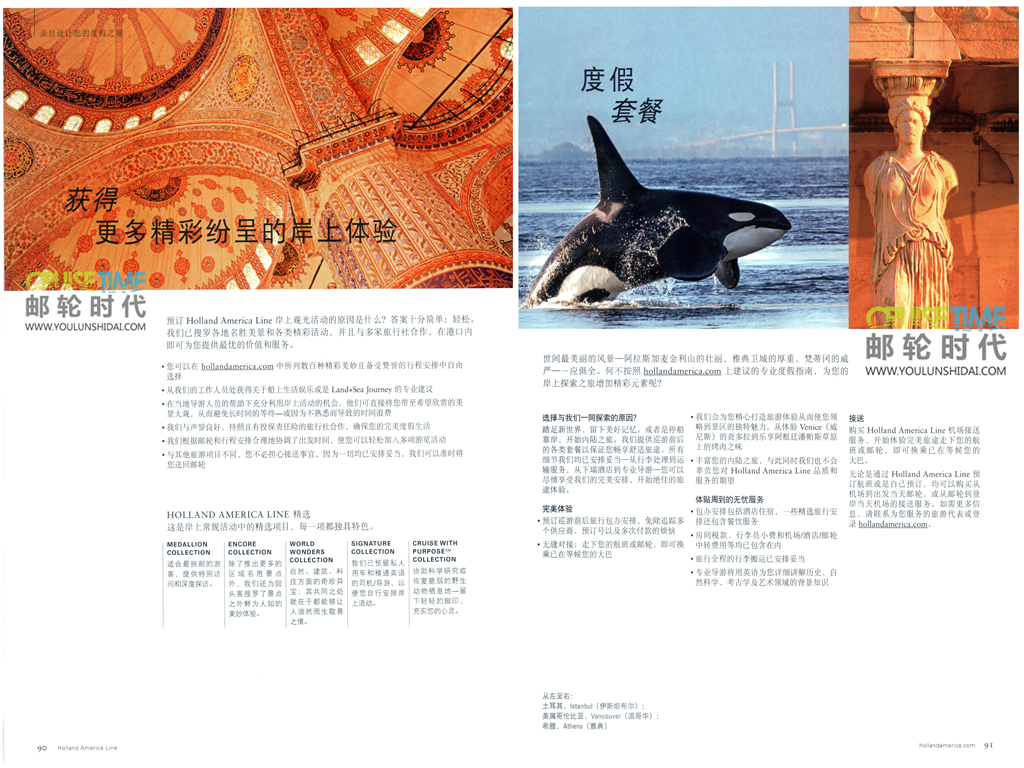 亲自设计您的度假之旅
获得
更多精彩纷呈的岸上体验
CRUISETIME
邮轮时代
WWW.YOULUNSHIDAI.COM
预订 Holland America Line 岸上观光活动的原因是什么?答案十分简单:轻松。
我们已搜罗各地名胜美景和各类精彩活动,并且与多家旅行社合作,在港口内
即可为您提供最优的价值和服务。
• 您可以在 hollandamerica.com 中所列数百种精彩美妙且备受赞誉的行程安排中自由
选择
• 从我们的工作人员处获得关于船上生活娱乐或是 Land+Sea Journey 的专业建议
• 在当地导游人员的帮助下充分利用岸上活动的机会,他们可直接将您带至希望欣赏的美
景大观,从而避免长时间的等待—或因为不熟悉而导致的时间浪费
• 我们与声誉良好、持照且有投保责任险的旅行社合作,确保您的完美度假生活
• 我们根据邮轮和行程安排合理地协调了出发时间,使您可以轻松加入多项游览活动
• 与其他旅游项目不同,您不必担心接送事宜,因为一切均已安排妥当。我们可以准时将
您送回邮轮
HOLLAND AMERICA LINE 精选
这是岸上常规活动中的精选项目,每一项都独具特色。
MEDALLION
COLLECTION
适合最挑剔的游
客,提供特别访
问和深度探访。
ENCORE
COLLECTION
除了推出更多的
区域名胜景点
外,我们还为回
头客搜罗了景点
之外鲜为人知的
美妙体验。
WORLD
WONDERS
COLLECTION
自然、建筑、科
技方面的奇珍异
宝:其共同之处
就在于都能够让
人油然而生敬畏
之情。
SIGNATURE
COLLECTION
我们已预留私人
用车和精通英语
的司机/导游,以
便您自行安排岸
上活动。
CRUISE WITH
PURPOSE℠
COLLECTION
协助科学研究或
恢复脆弱的野生
动物栖息地—留
下轻轻的脚印,
充实您的心灵。
90 Holland America Line
度假
套餐
CRUISETIME
邮轮时代
WWW.YOULUNSHIDAI.COM
世间最美丽的风景—阿拉斯加麦金利山的壮丽,雅典卫城的厚重,梵蒂冈的威
严—一应俱全。何不按照 hollandamerica.com 上建议的专业度假指南,为您的
岸上探索之旅增加精彩元素呢?
选择与我们一同探索的原因?
踏足新世界,留下美好记忆。或者是停船
靠岸,开始内陆之旅。我们提供巡游前后
的各类套餐以保证您畅享舒适旅途。所有
细节我们均已安排妥当—从行李处理到运
输服务,从下榻酒店到专业导游—您可以
尽情享受我们的完美安排,开始绝佳的旅
途体验。
完美体验
• 预订巡游前后旅行包办安排,免除追踪多
个供应商、预订号以及多次付款的烦恼
• 无缝对接:走下您的航班或邮轮,即可换
乘已在等候您的大巴
• 我们会为您精心打造旅游体验从而使您领
略到景区的独特魅力,从体验 Venice(威
尼斯)的贡多拉到乐享阿根廷潘帕斯草原
上的烤肉之味
• 丰富您的内陆之旅,与此同时我们也不会
辜负您对 Holland America Line 品质和
服务的期望
体贴周到的无忧服务
• 包办安排包括酒店住宿,一些精选旅行安
排还包含餐饮服务
• 房间税款、行李员小费和机场/酒店/邮轮
中转费用等均已包含在内
• 旅行全程的行李搬运已安排妥当
• 专业导游将用英语为您详细讲解历史、自
然科学、考古学及艺术领域的背景知识
接送
购买 Holland America Line 机场接送
服务,开始体验完美旅途走下您的航
班或邮轮,即可换乘已在等候您的
大巴。
无论是通过 Holland America Line 预
订航班或是自己预订,均可以购买从
机场到出发当天邮轮,或从邮轮到登
岸当天机场的接送服务。如需更多信
息,请联系为您服务的旅游代表或登
录 hollandamerica.com。
从左至右:
土耳其,Istanbul(伊斯坦布尔);
英属哥伦比亚,Vancouver(温哥华);
希腊,Athens(雅典)
hollandamerica.com 91